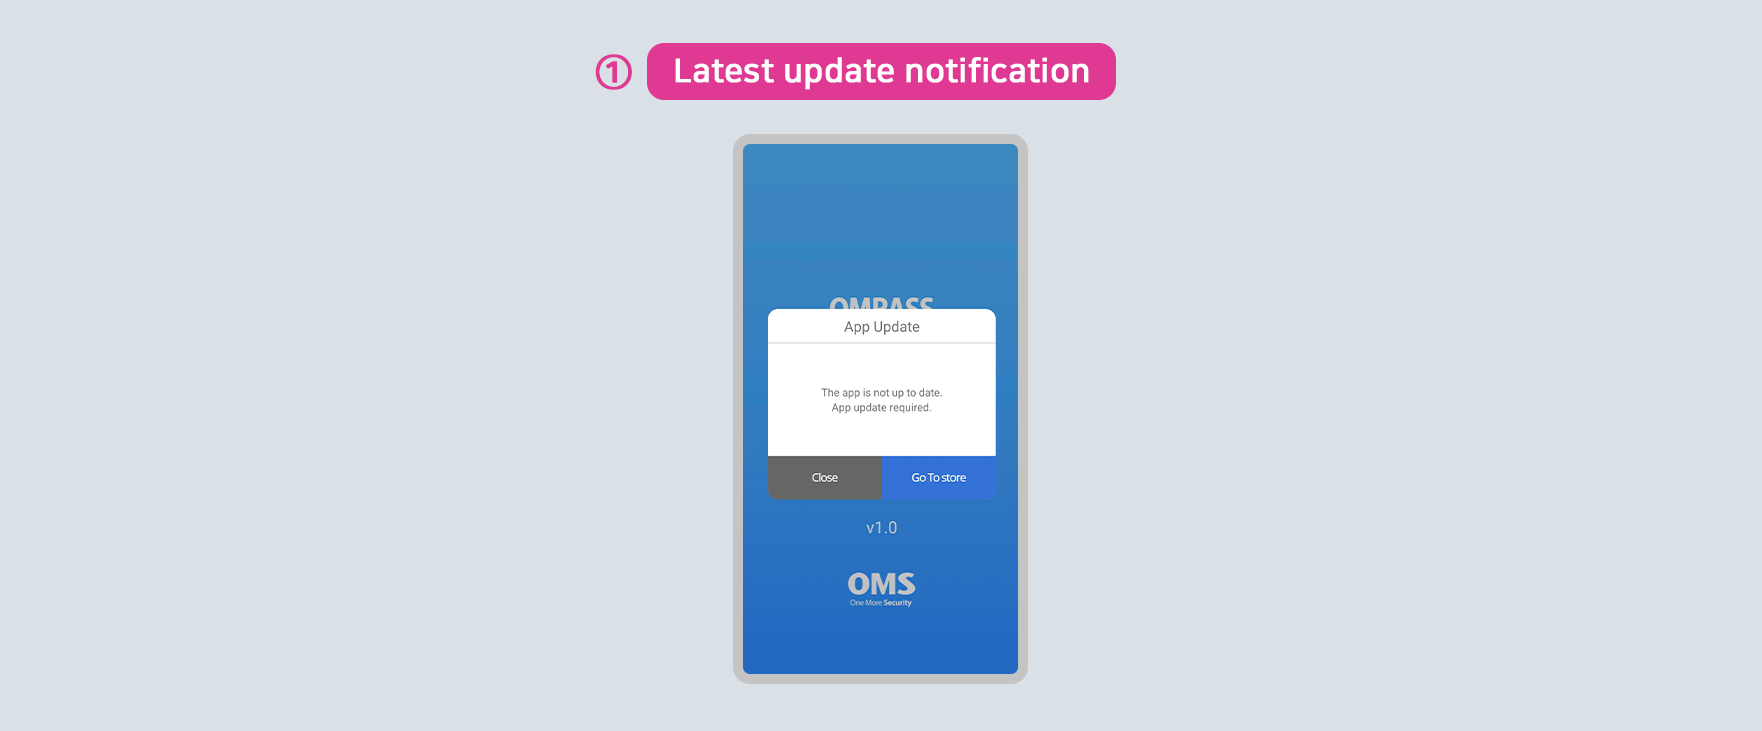 ① Latest update notification
OMPASS
App Update
The app is not up to date.
App update required.
Close Go To store
v1.0
OMS
One More Security